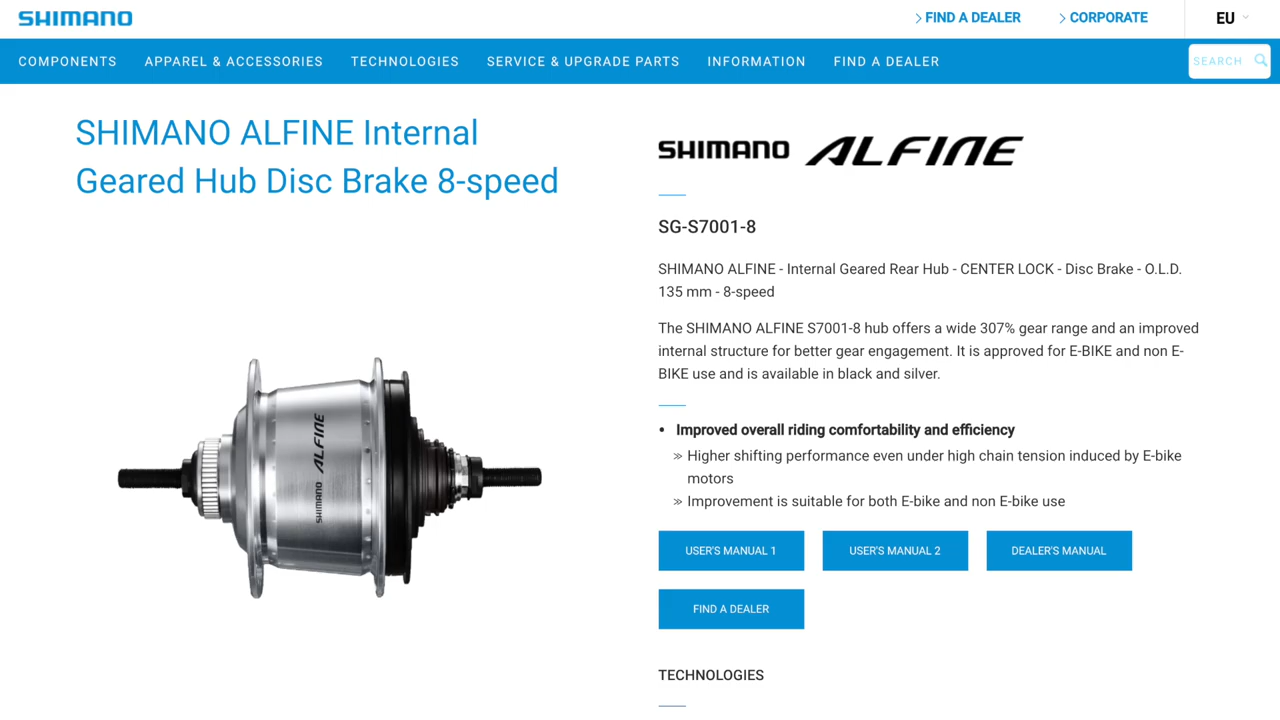 SHIMANO
FIND A DEALER
CORPORATE
EU
COMPONENTS
APPAREL & ACCESSORIES
TECHNOLOGIES
SERVICE & UPGRADE PARTS
INFORMATION
FIND A DEALER
SEARCH
SHIMANO ALFINE Internal
Geared Hub Disc Brake 8-speed
SHIMANO ALFINE
SHIMANO ALFINE
SG-S7001-8
SHIMANO ALFINE - Internal Geared Rear Hub - CENTER LOCK - Disc Brake - O.L.D.
135 mm - 8-speed
The SHIMANO ALFINE S7001-8 hub offers a wide 307% gear range and an improved
internal structure for better gear engagement. It is approved for E-BIKE and non E-
BIKE use and is available in black and silver.
• Improved overall riding comfortability and efficiency
» Higher shifting performance even under high chain tension induced by E-bike
motors
» Improvement is suitable for both E-bike and non E-bike use
USER'S MANUAL 1
USER'S MANUAL 2
DEALER'S MANUAL
FIND A DEALER
TECHNOLOGIES